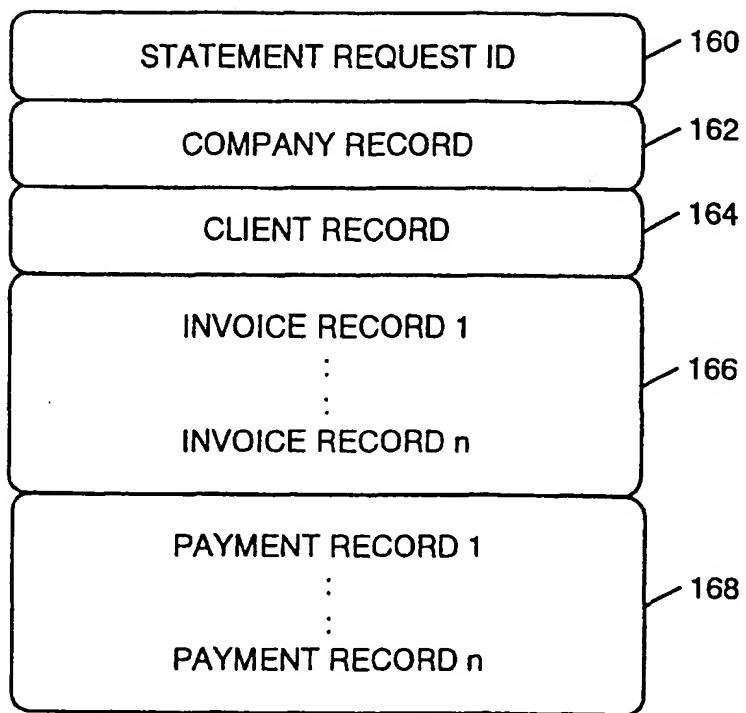 STATEMENT REQUEST ID 160
COMPANY RECORD 162
CLIENT RECORD 164
INVOICE RECORD 1
166
INVOICE RECORD n
PAYMENT RECORD 1
168
PAYMENT RECORD n